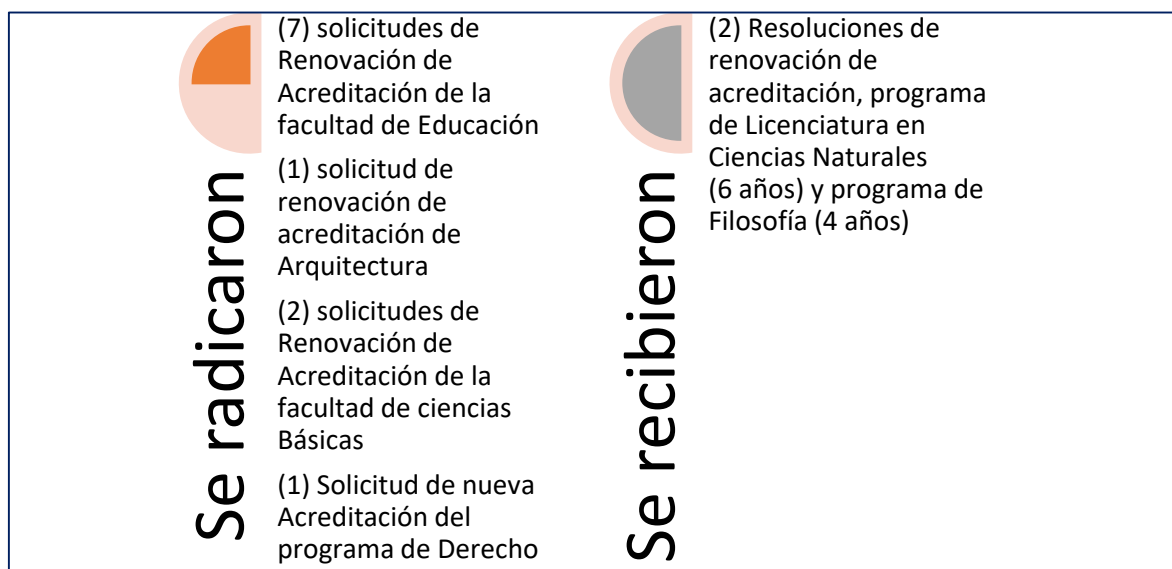 Se radicaron
(7) solicitudes de
Renovación de
Acreditación de la
facultad de Educación
(1) solicitud de
renovación de
acreditación de
Arquitectura
(2) solicitudes de
Renovación de
Acreditación de la
facultad de ciencias
Básicas
(1) Solicitud de nueva
Acreditación del
programa de Derecho
Se recibieron
(2) Resoluciones de
renovación de
acreditación, programa
de Licenciatura en
Ciencias Naturales
(6 años) y programa de
Filosofía (4 años)